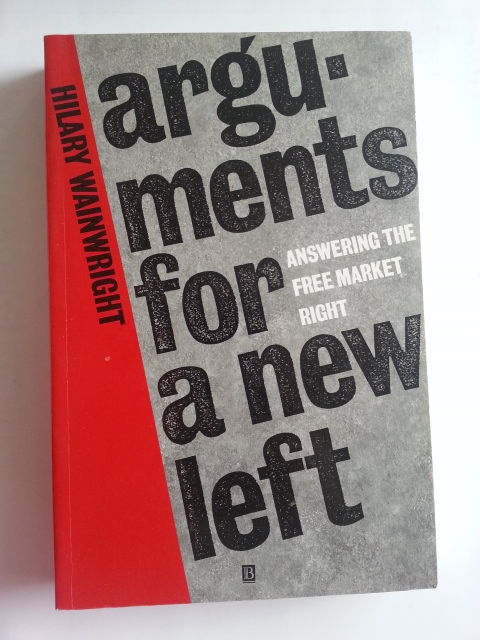 HILARY WAINWRIGHT
argu-
ments
for
a new
left
ANSWERING THE
FREE MARKET
RIGHT
B